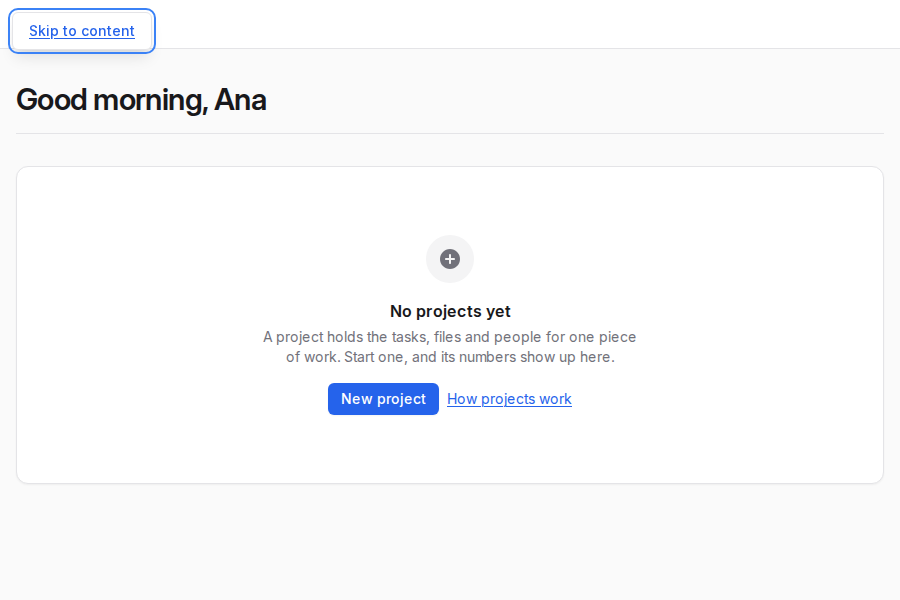 Skip to content
Good morning, Ana
No projects yet
A project holds the tasks, files and people for one piece
of work. Start one, and its numbers show up here.
New project How projects work